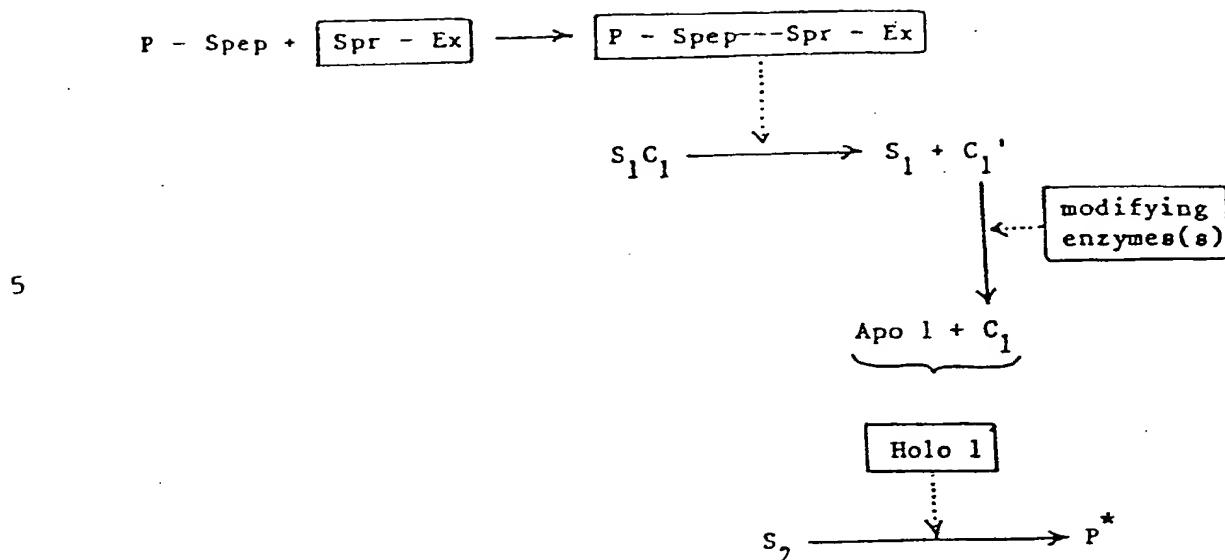 P - Spep + Spr - Ex ⟶ P - Spep---Spr - Ex
S₁C₁ ⟶ S₁ + C₁'
modifying
enzymes(s)
5
Apo 1 + C₁
Holo 1
S₂ ⟶ P*